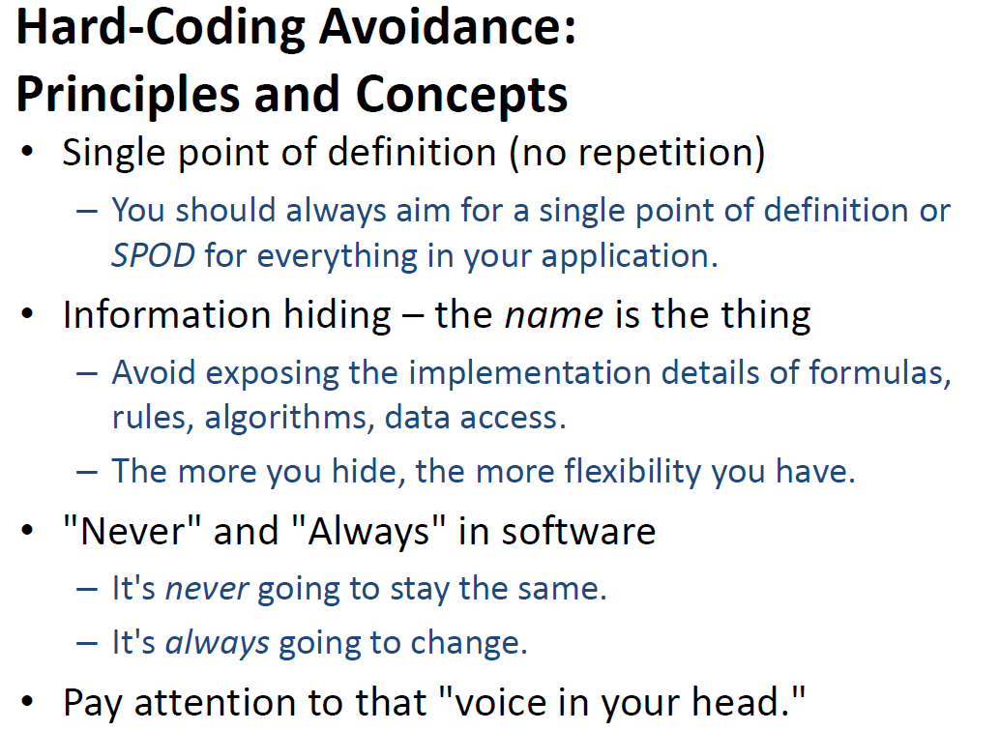 Hard-Coding Avoidance:
Principles and Concepts
• Single point of definition (no repetition)
– You should always aim for a single point of definition or
SPOD for everything in your application.
• Information hiding – the name is the thing
– Avoid exposing the implementation details of formulas,
rules, algorithms, data access.
– The more you hide, the more flexibility you have.
• "Never" and "Always" in software
– It's never going to stay the same.
– It's always going to change.
• Pay attention to that "voice in your head."